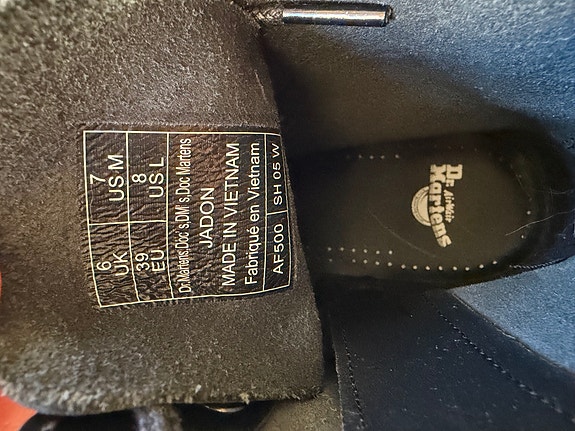 6 UK 7 US M
39 EU 8 US L
Dr.Martens,Doc's,DM's,Doc Martens
JADON
MADE IN VIETNAM
Fabriqué en Vietnam
AF500 SH 05 W
Dr. Martens
AirWair